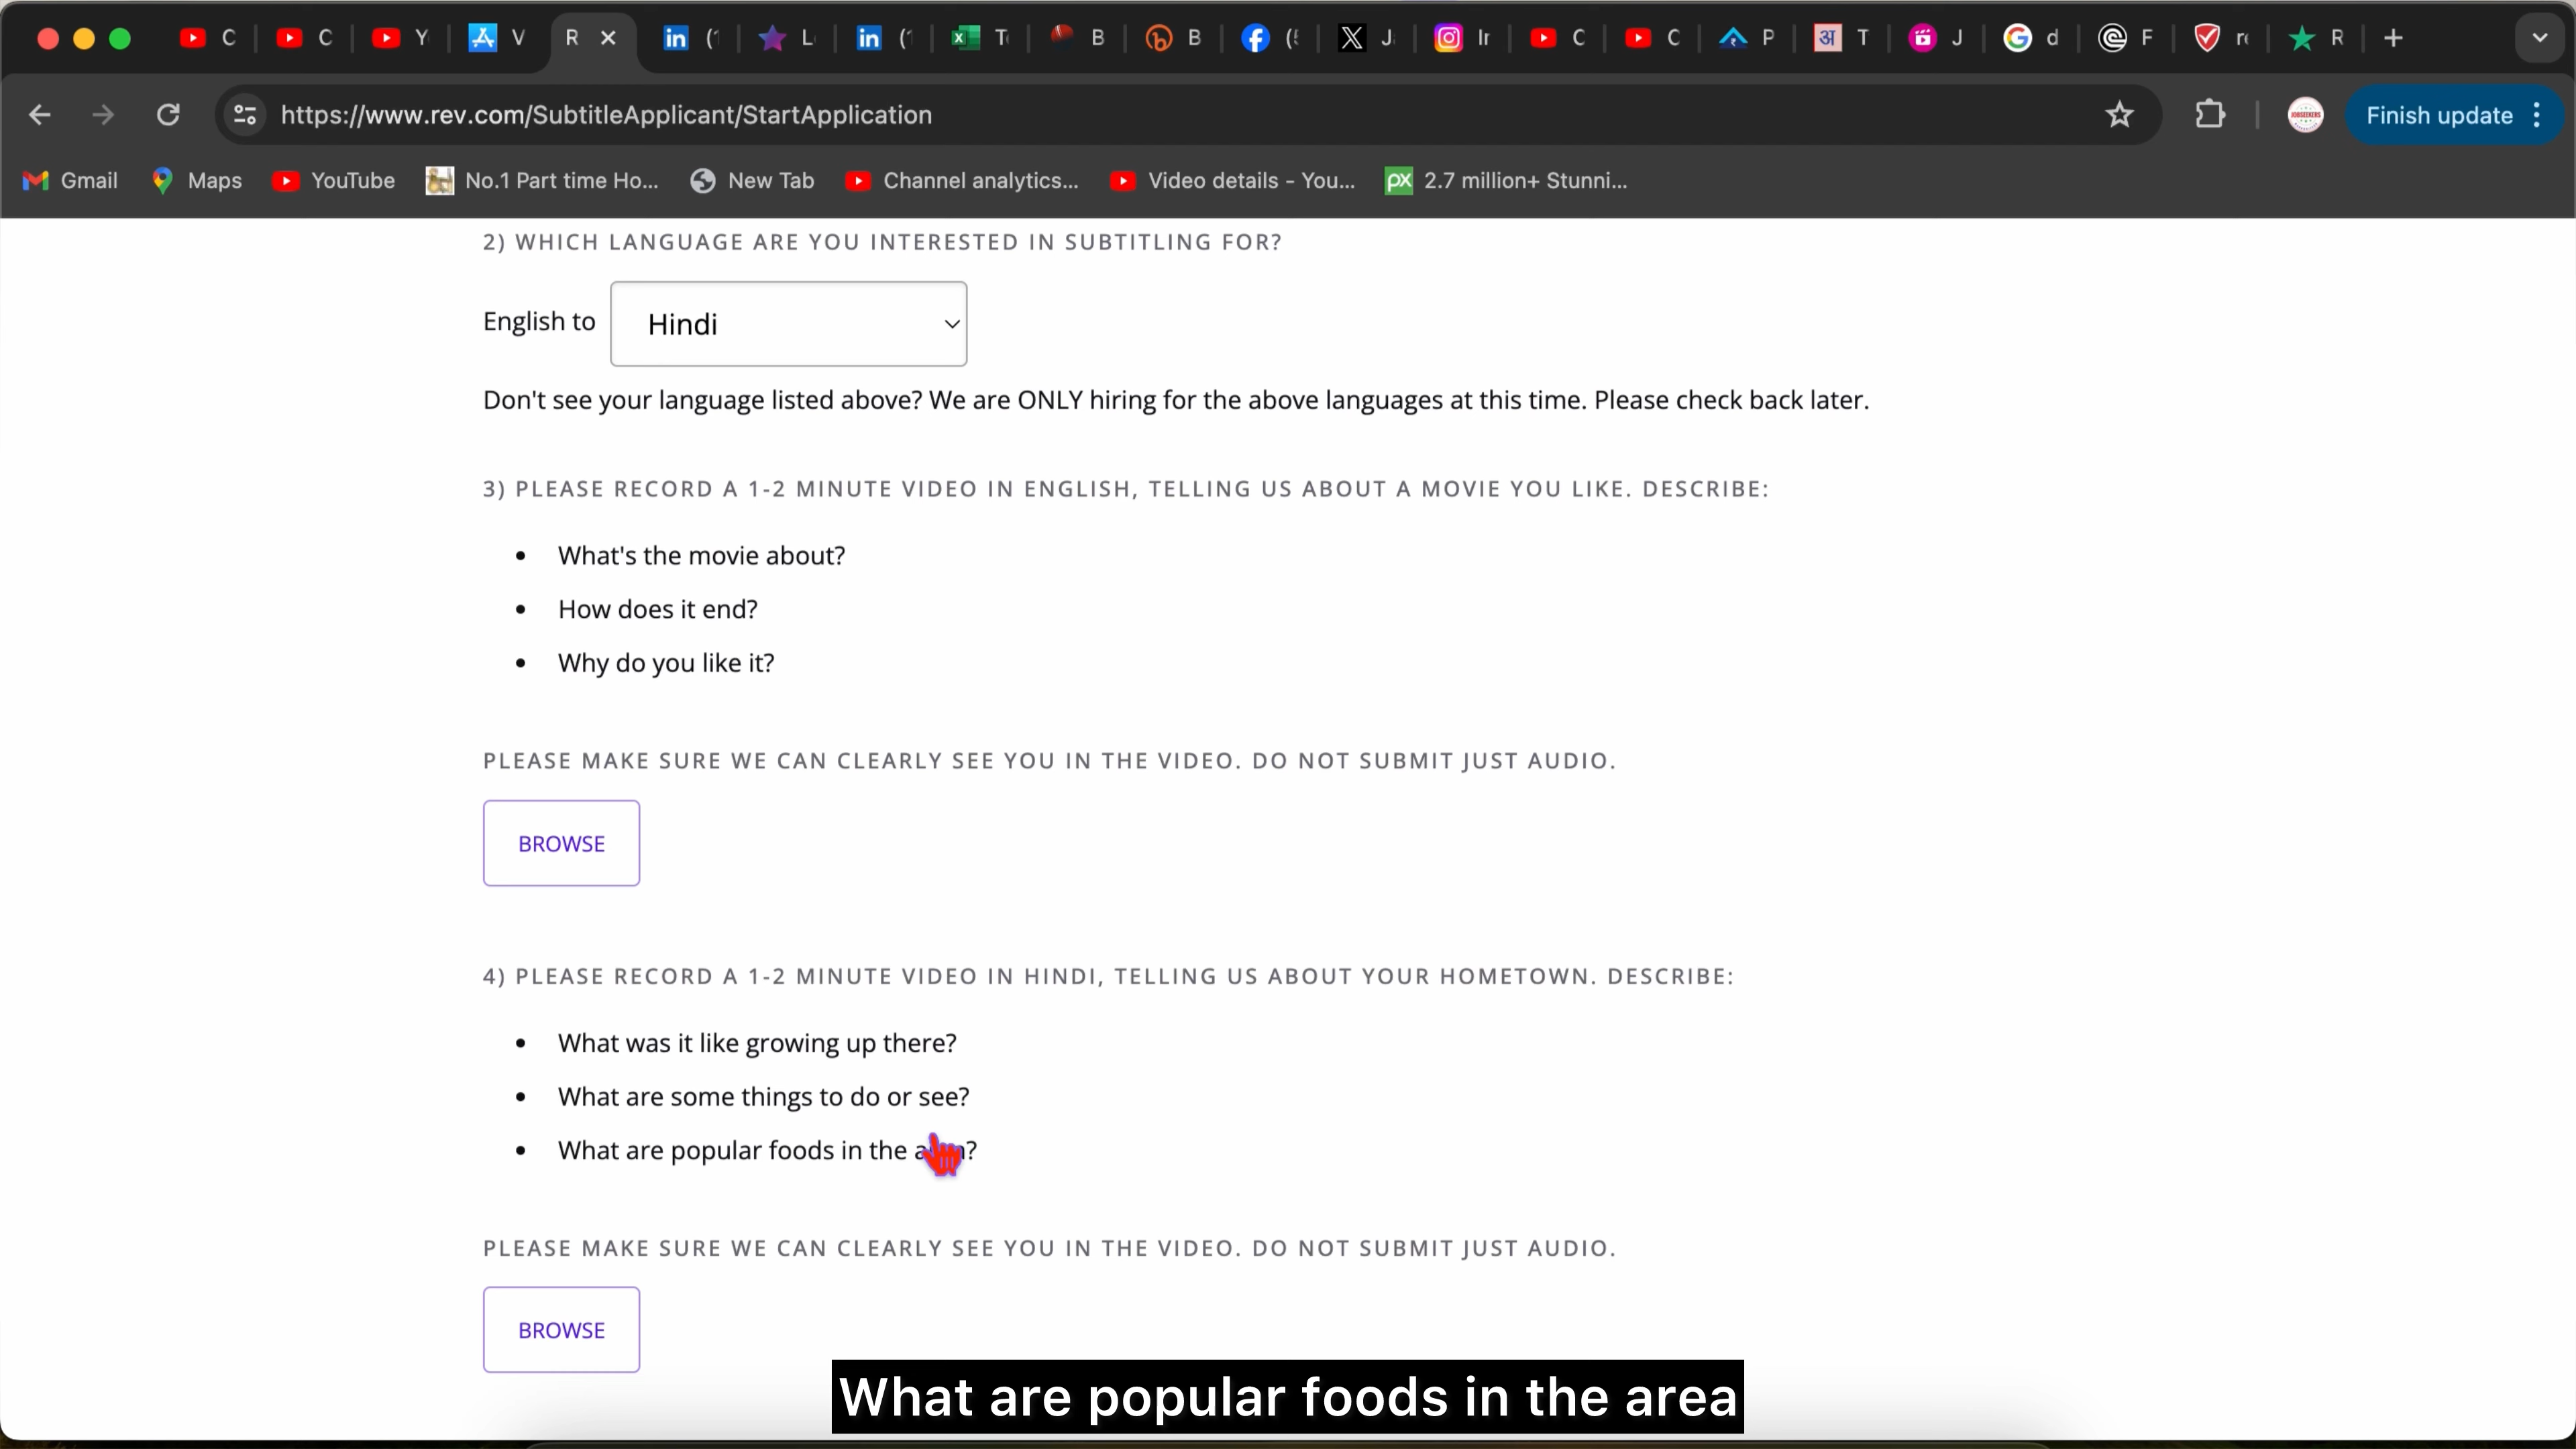 C
C
Y
V
R
(
L
(
T
B
B
(
J
Ir
C
C
P
अ T
J
d
F
R
https://www.rev.com/SubtitleApplicant/StartApplication
Finish update
Gmail
Maps
YouTube
No.1 Part time Ho...
New Tab
Channel analytics...
Video details - You...
px 2.7 million+ Stunni...
2) WHICH LANGUAGE ARE YOU INTERESTED IN SUBTITLING FOR?
English to
Hindi
Don't see your language listed above? We are ONLY hiring for the above languages at this time. Please check back later.
3) PLEASE RECORD A 1-2 MINUTE VIDEO IN ENGLISH, TELLING US ABOUT A MOVIE YOU LIKE. DESCRIBE:
• What's the movie about?
• How does it end?
• Why do you like it?
PLEASE MAKE SURE WE CAN CLEARLY SEE YOU IN THE VIDEO. DO NOT SUBMIT JUST AUDIO.
BROWSE
4) PLEASE RECORD A 1-2 MINUTE VIDEO IN HINDI, TELLING US ABOUT YOUR HOMETOWN. DESCRIBE:
• What was it like growing up there?
• What are some things to do or see?
• What are popular foods in the
PLEASE MAKE SURE WE CAN CLEARLY SEE YOU IN THE VIDEO. DO NOT SUBMIT JUST AUDIO.
BROWSE
What are popular foods in the area